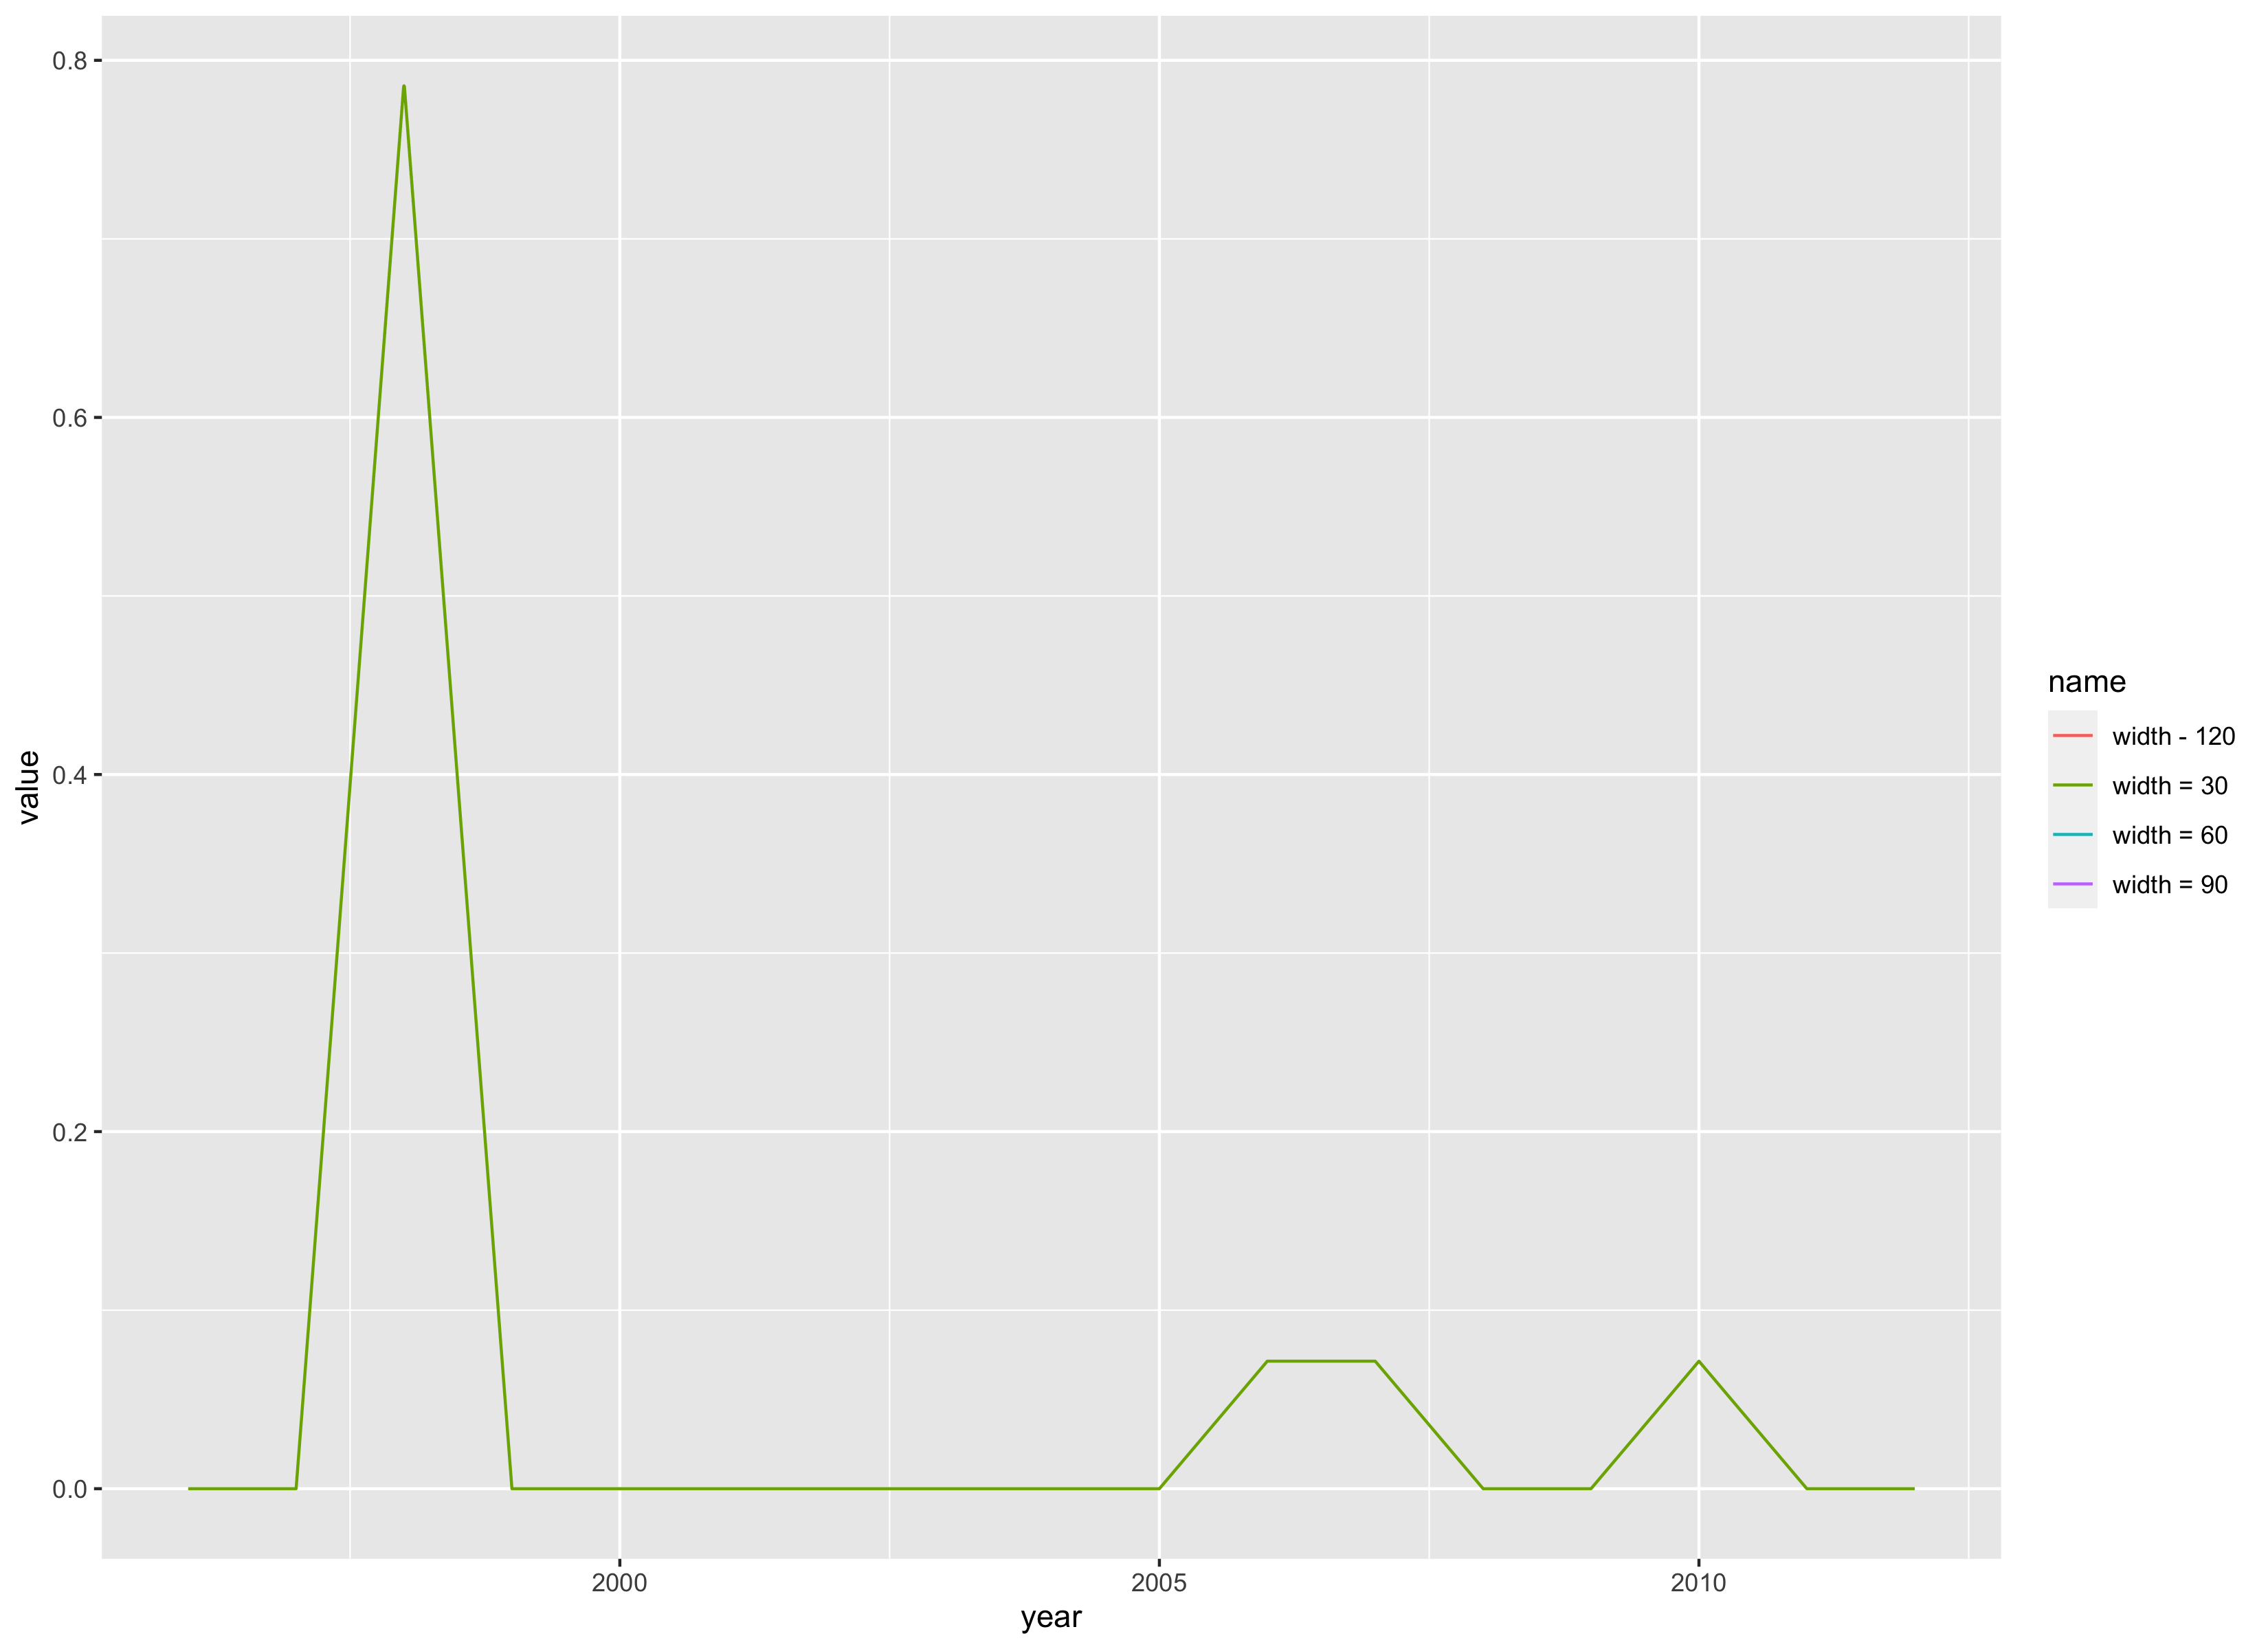 0.8
0.6
0.4
0.2
0.0
value
2000
2005
2010
year
name
width - 120
width = 30
width = 60
width = 90